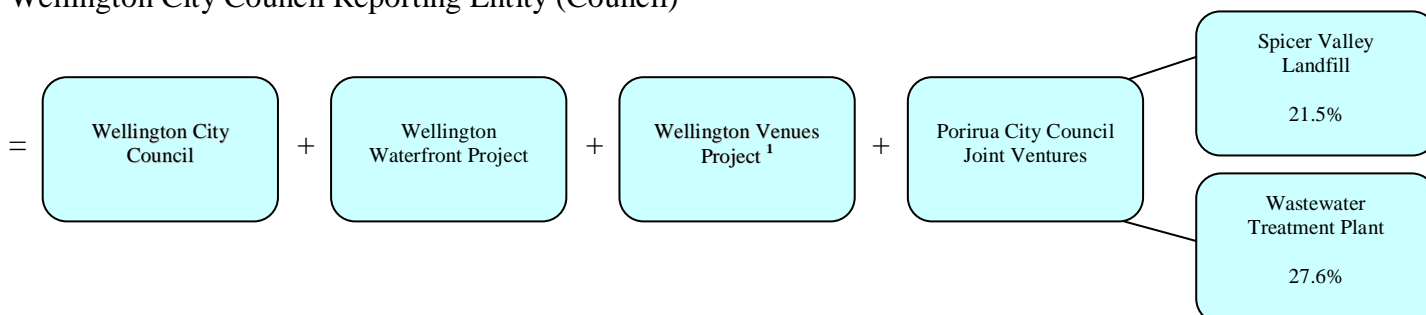 Wellington City Council Reporting Entity (Council)
=
Wellington City
Council
+
Wellington
Waterfront Project
+
Wellington Venues
Project ¹
+
Porirua City Council
Joint Ventures
Spicer Valley
Landfill
21.5%
Wastewater
Treatment Plant
27.6%